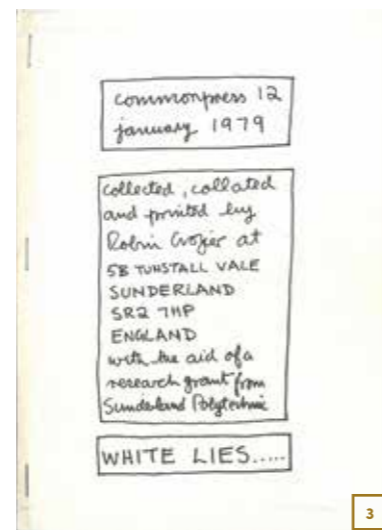 commonpress 12
january 1979
collected, collated
and printed by
Robin Crozier at
5B TUNSTALL VALE
SUNDERLAND
SR2 7HP
ENGLAND
with the aid of a
research grant from
Sunderland Polytechnic
WHITE LIES.....
3